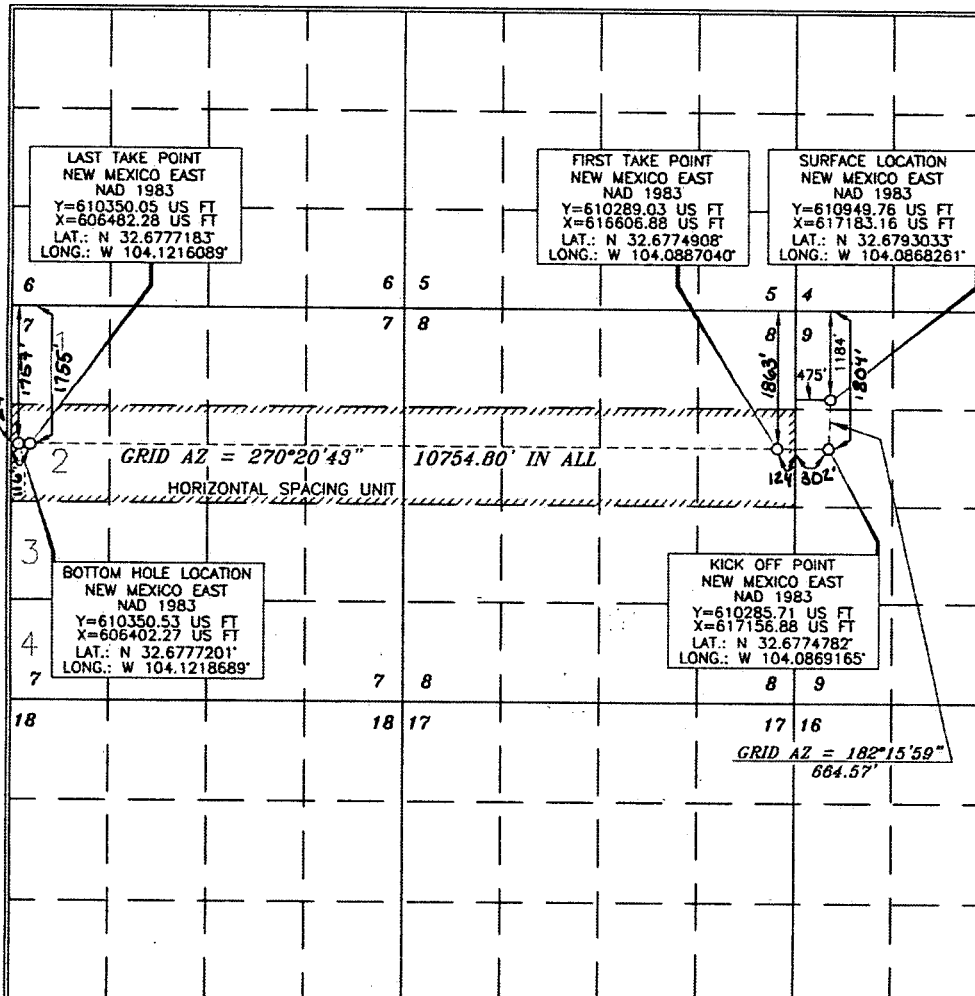 LAST TAKE POINT
NEW MEXICO EAST
NAD 1983
Y=610350.05 US FT
X=606482.28 US FT
LAT.: N 32.6777183°
LONG.: W 104.1216089°
FIRST TAKE POINT
NEW MEXICO EAST
NAD 1983
Y=610289.03 US FT
X=616606.88 US FT
LAT.: N 32.6774908°
LONG.: W 104.0887040°
SURFACE LOCATION
NEW MEXICO EAST
NAD 1983
Y=610949.76 US FT
X=617183.16 US FT
LAT.: N 32.6793033°
LONG.: W 104.0868261°
6
6 5
5 4
7
7 8
8 9
1
1757'
1755'
1863'
475'
1184'
1804'
2
GRID AZ = 270°20'43" 10754.80' IN ALL
116'
124'
302'
HORIZONTAL SPACING UNIT
3
BOTTOM HOLE LOCATION
NEW MEXICO EAST
NAD 1983
Y=610350.53 US FT
X=606402.27 US FT
LAT.: N 32.6777201°
LONG.: W 104.1218689°
KICK OFF POINT
NEW MEXICO EAST
NAD 1983
Y=610285.71 US FT
X=617156.88 US FT
LAT.: N 32.6774782°
LONG.: W 104.0869165°
4
7
7 8
8 9
18
18 17
17 16
GRID AZ = 182°15'59"
664.57'